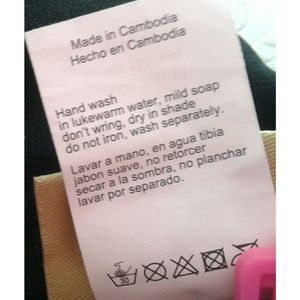 Made in Cambodia
Hecho en Cambodia
Hand wash
in lukewarm water, mild soap
don't wring, dry in shade
do not iron, wash separately.
Lavar a mano, en agua tibia
jabon suave, no retorcer
secar a la sombra, no planchar
lavar por separado.
30